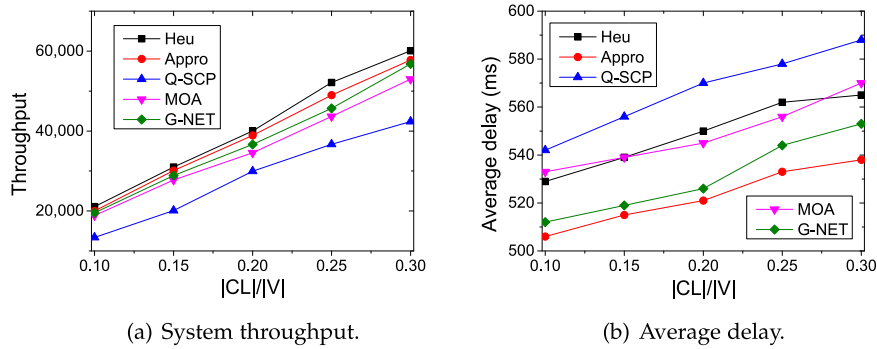 60,000
40,000
20,000
Throughput
Heu
Appro
Q-SCP
MOA
G-NET
0.10 0.15 0.20 0.25 0.30
|CL|/|V|
(a) System throughput.
600
580
560
540
520
500
Average delay (ms)
Heu
Appro
Q-SCP
MOA
G-NET
0.10 0.15 0.20 0.25 0.30
|CL|/|V|
(b) Average delay.